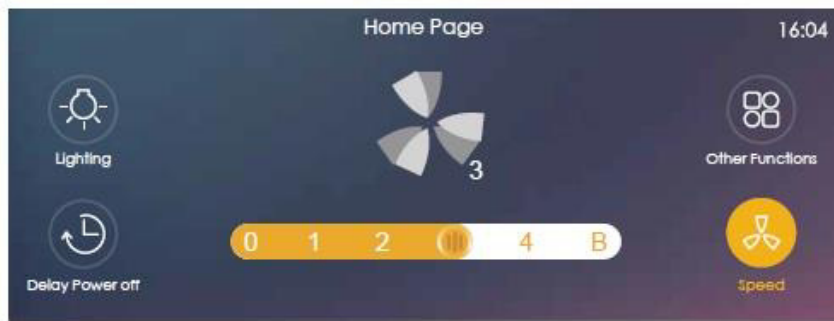 Home Page
16:04
Lighting
Other Functions
3
0 1 2 4 B
Delay Power off
Speed